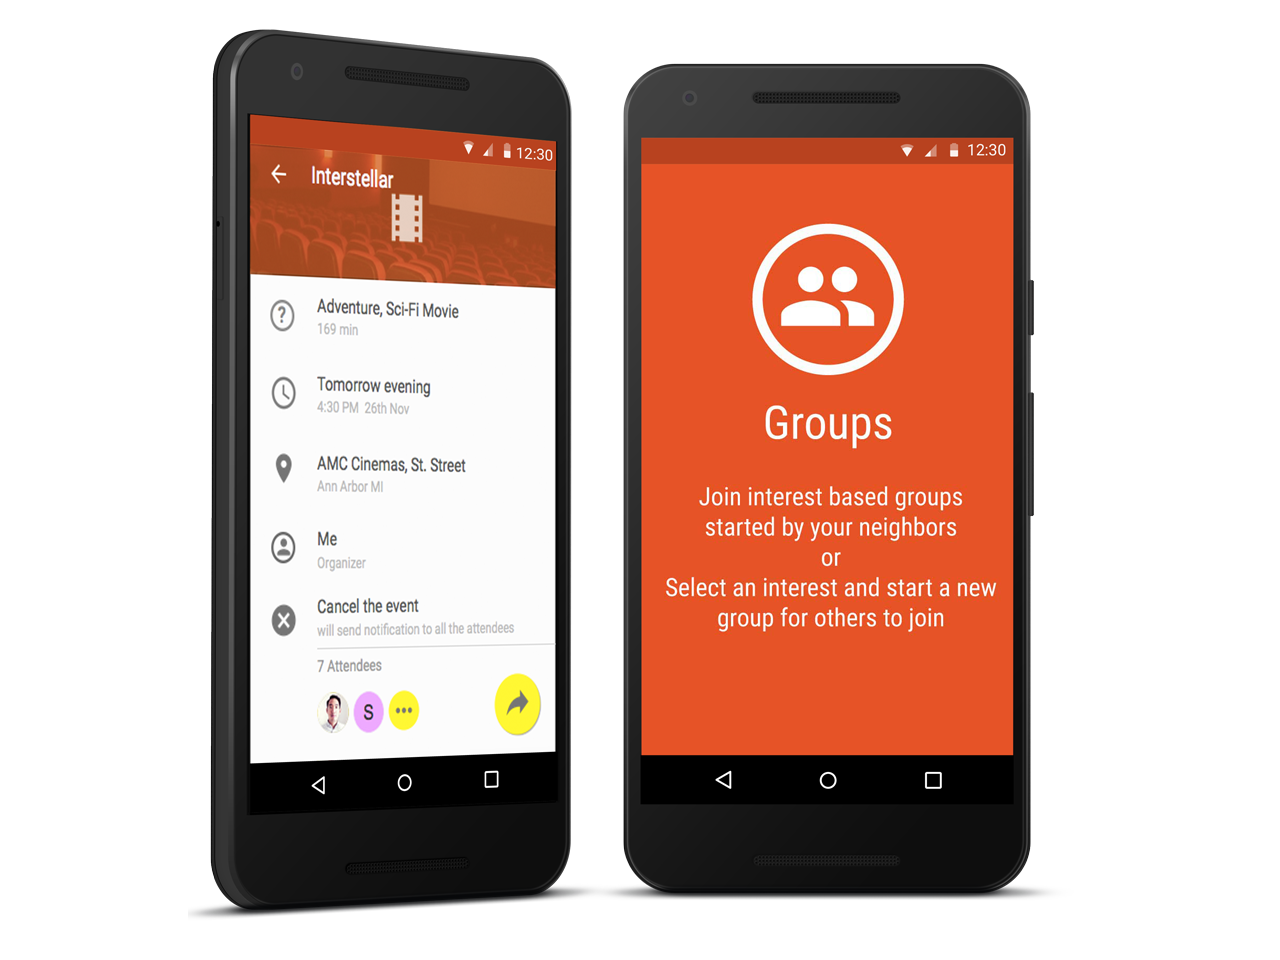 12:30
Interstellar
?
Adventure, Sci-Fi Movie
169 min
Tomorrow evening
4:30 PM  26th Nov
AMC Cinemas, St. Street
Ann Arbor MI
Me
Organizer
Cancel the event
will send notification to all the attendees
7 Attendees
S
12:30
Groups
Join interest based groups
started by your neighbors
or
Select an interest and start a new
group for others to join